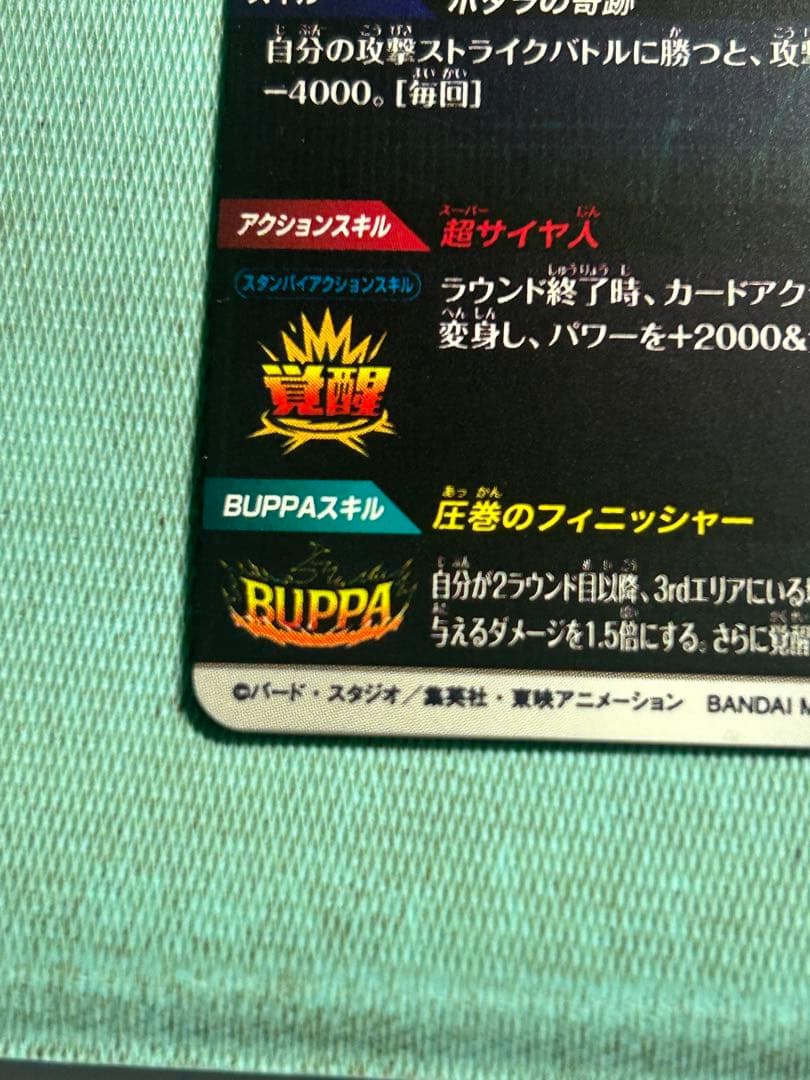 ポタラの奇跡
自分の攻撃ストライクバトルに勝つと、攻撃
−4000。[毎回]
アクションスキル
超サイヤ人
スタンバイアクションスキル
ラウンド終了時、カードアク
変身し、パワーを+2000&
覚醒
BUPPAスキル
圧巻のフィニッシャー
BUPPA
自分が2ラウンド目以降、3rdエリアにいる
与えるダメージを1.5倍にする。さらに覚醒
©バード・スタジオ／集英社・東映アニメーション BANDAI